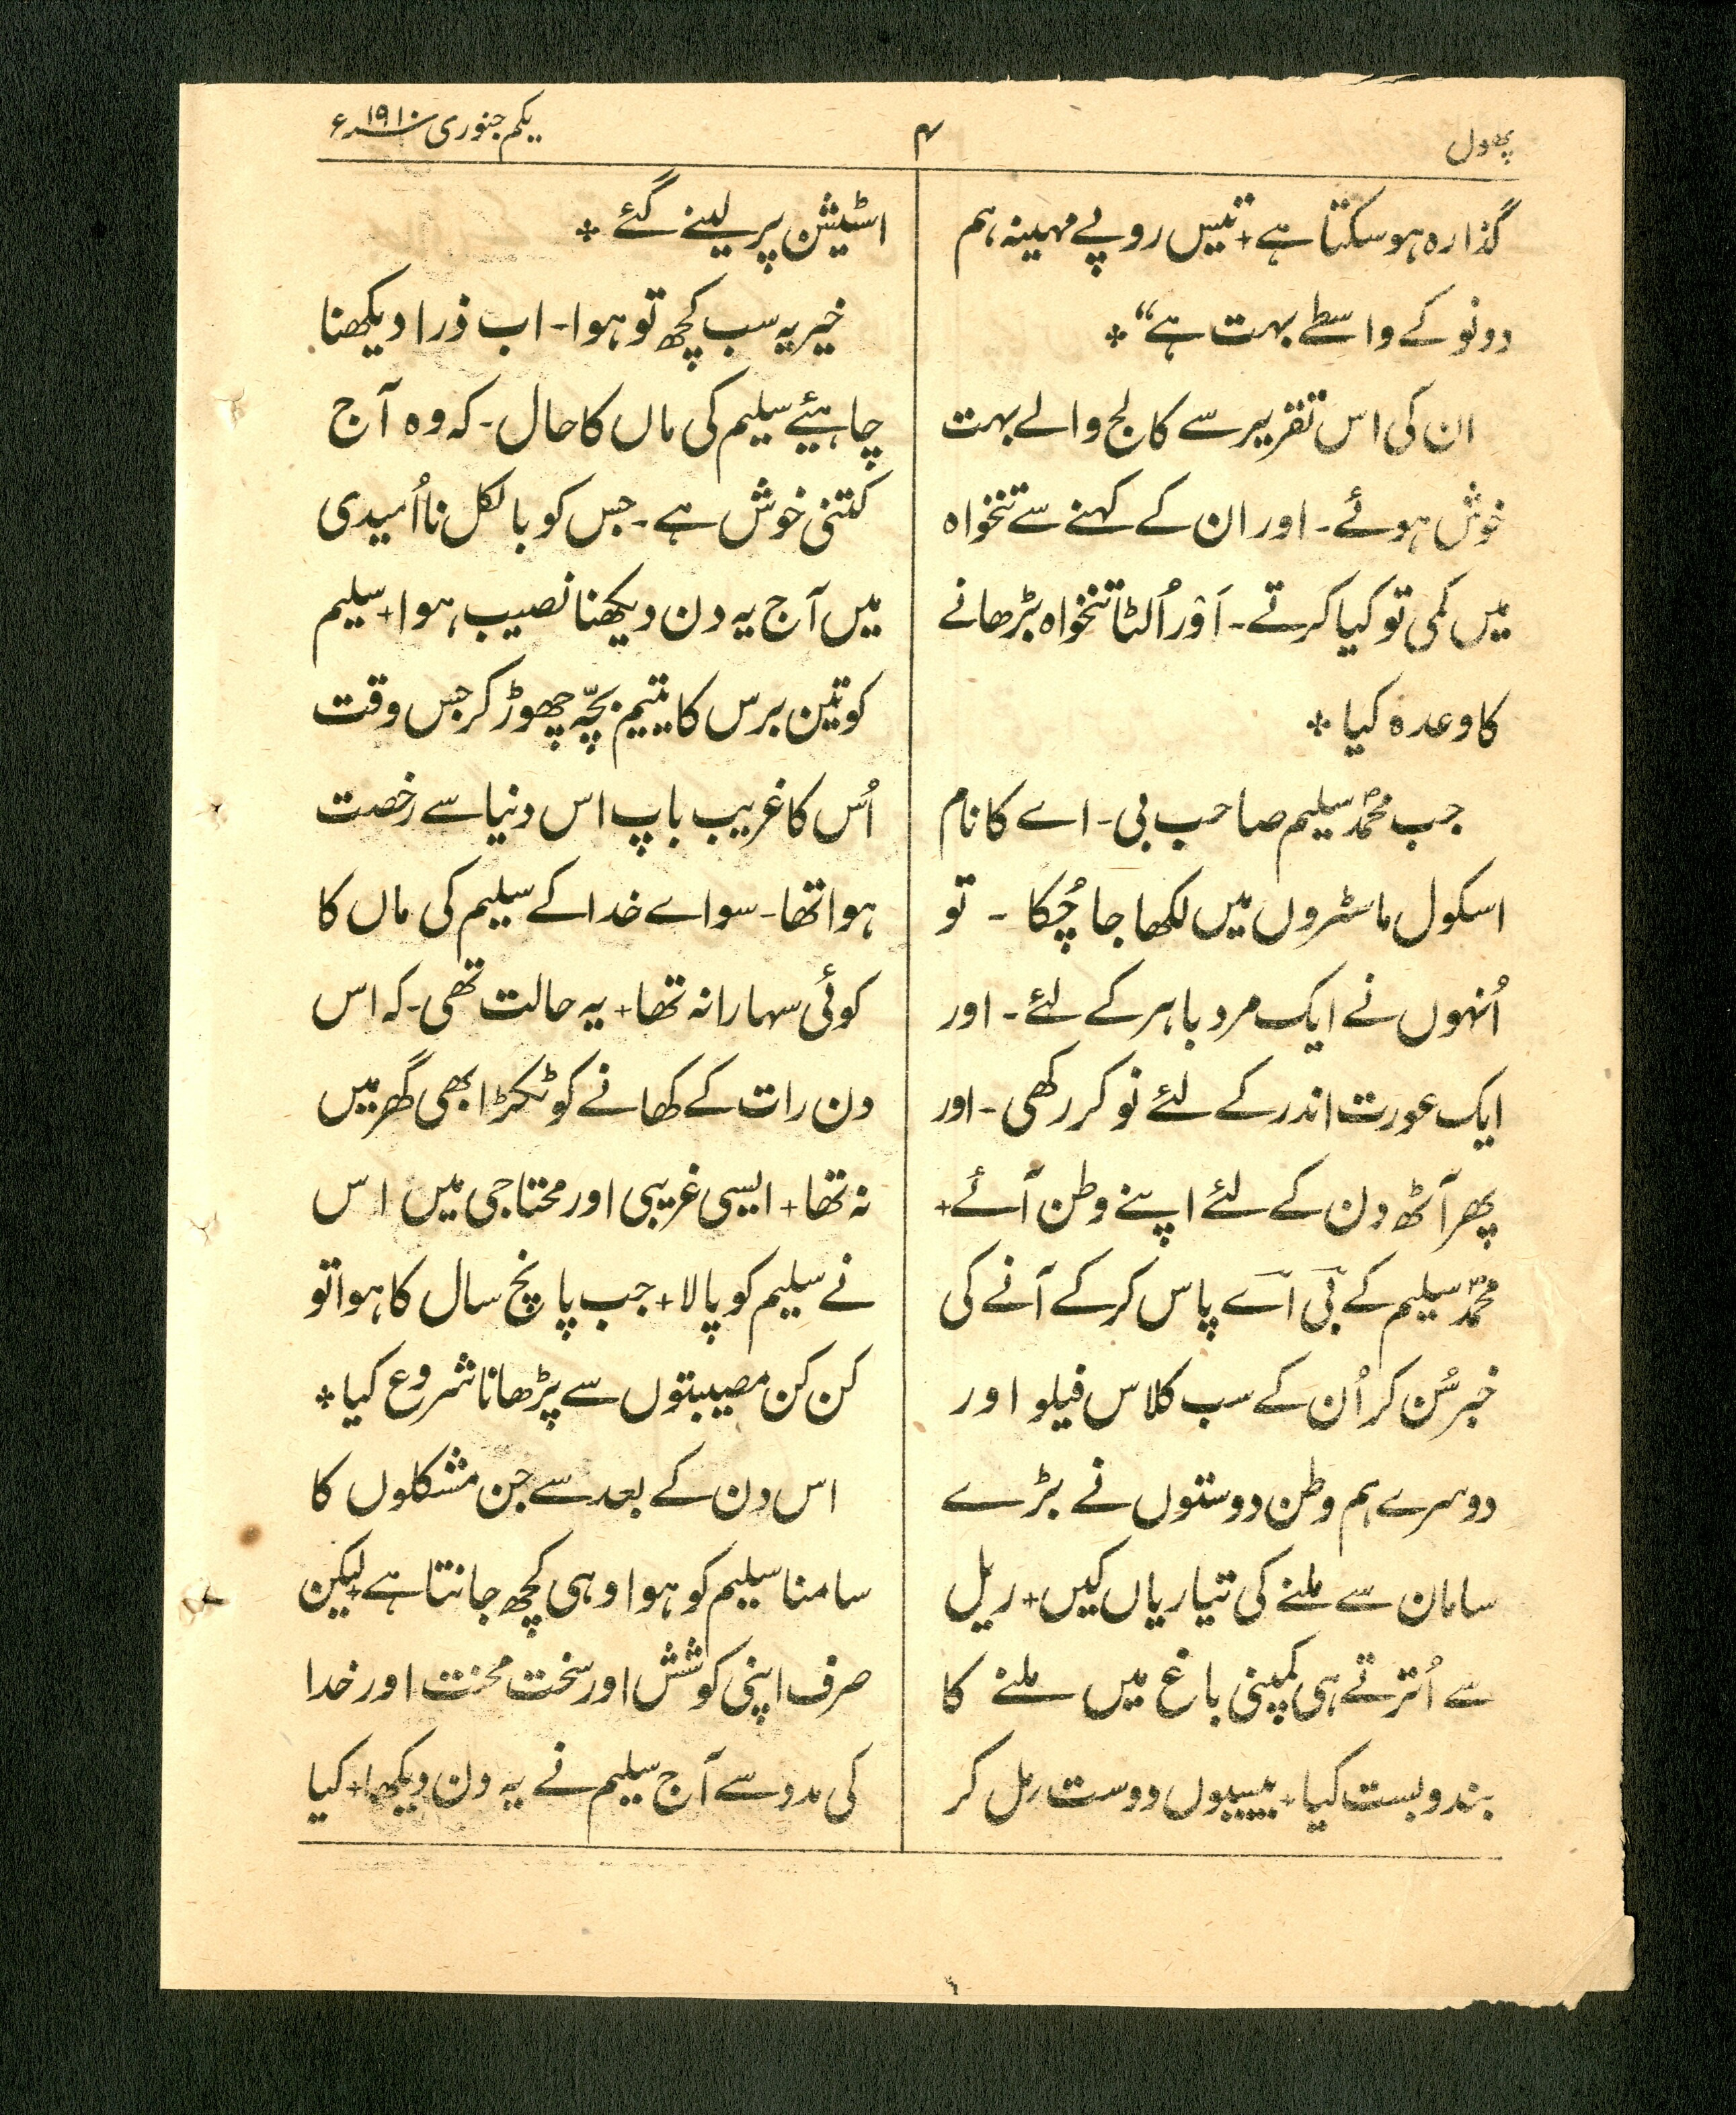 پھول
۴
یکم جنوری ۱۹۱۰ء
گذارہ ہوسکتا ہے+ تیس روپے مہینہ ہم
دونو کے واسطے بہت ہے“ ❊
ان کی اس تقریر سے کالج والے بہت
خوش ہوئے۔ اور ان کے کہنے سے تنخواہ
میں کمی تو کیا کرتے۔ اَوْر اُلٹا تنخواہ بڑھانے
کا وعدہ کیا ❊
جب محمدؐ سلیم صاحب بی۔ اے کا نام
اسکول ماسٹروں میں لکھا جا چُکا ۔ تو
اُنہوں نے ایک مرد باہر کے لئے۔ اور
ایک عورت اندر کے لئے نوکر رکھی۔ اور
پھر آٹھ دن کے لئے اپنے وطن آئے+
محمدؐ سلیم کے بی اے پاس کرکے آنے کی
خبر سُن کر اُن کے سب کلاس فیلو اور
دوسرے ہم وطن دوستوں نے بڑے
سامان سے ملنے کی تیاریاں کیں+ ریل
سے اُترتے ہی کمپنی باغ میں ملنے کا
بندوبست کیا+ بیسیوں دوست مل کر
اسٹیشن پر لینے گئے ❊
خیر یہ سب کچھ تو ہوا۔ اب ذرا دیکھنا
چاہیئے سلیم کی ماں کا حال۔ کہ وہ آج
کتنی خوش ہے۔ جس کو بالکل نااُمیدی
میں آج یہ دن دیکھنا نصیب ہوا+ سلیم
کو تین برس کا یتیم بچّہ چھوڑ کر جس وقت
اُس کا غریب باپ اس دنیا سے رخصت
ہوا تھا۔ سواے خدا کے سلیم کی ماں کا
کوئی سہارا نہ تھا+ یہ حالت تھی۔ کہ اس
دن رات کے کھانے کو ٹکڑا بھی گھر میں
نہ تھا+ ایسی غریبی اور محتاجی میں اس
نے سلیم کو پالا+ جب پانچ سال کا ہوا تو
کن کن مصیبتوں سے پڑھانا شروع کیا ❊
اس دن کے بعد سے جن مشکلوں کا
سامنا سلیم کو ہوا وہی کچھ جانتا ہے+ لیکن
صرف اپنی کوشش اور سخت محنت اور خدا
کی مدد سے آج سلیم نے یہ دن دیکھا+ کیا